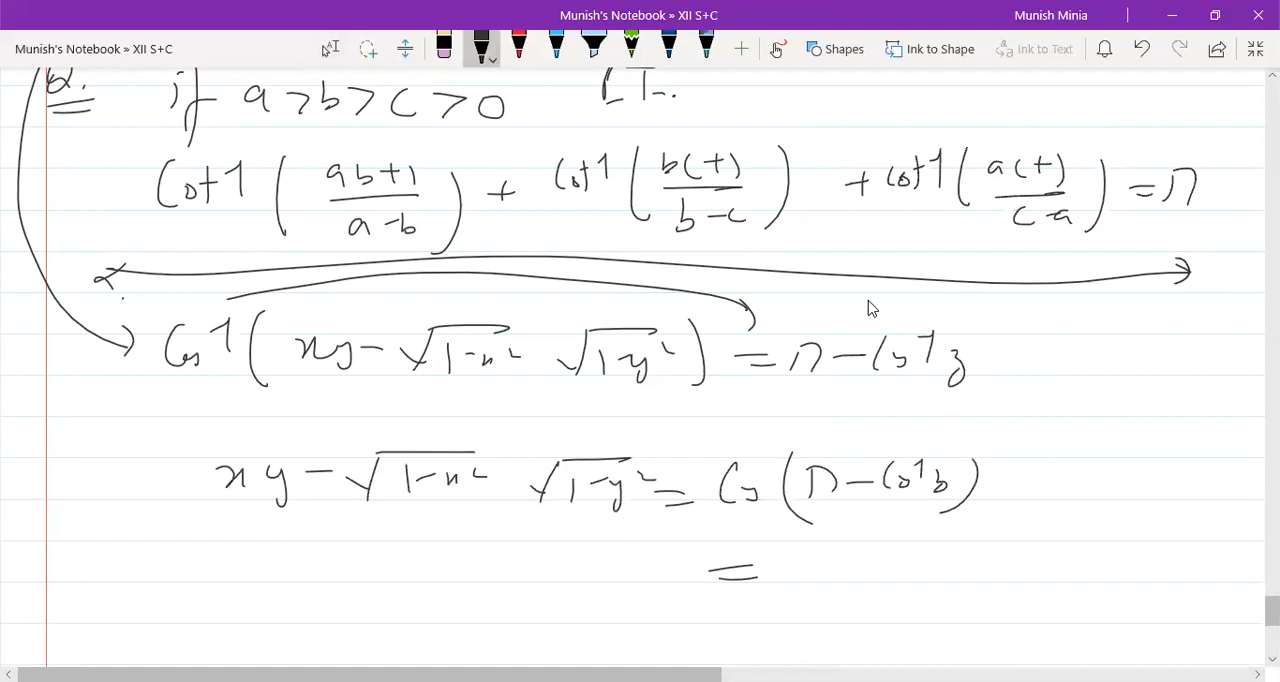 Munish's Notebook » XII S+C
Munish Minia
Munish's Notebook » XII S+C
Shapes
Ink to Shape
Ink to Text
Q. if a > b > c > 0
Cot⁻¹ ( (ab+1)/(a-b) ) + Cot⁻¹ ( (bc+1)/(b-c) ) + Cot⁻¹ ( (ac+1)/(c-a) ) = π
Cos⁻¹ ( xy - √(1-x²) √(1-y²) ) = π - Cos⁻¹ z
xy - √(1-x²) √(1-y²) = Cos ( π - Cos⁻¹ b )
=